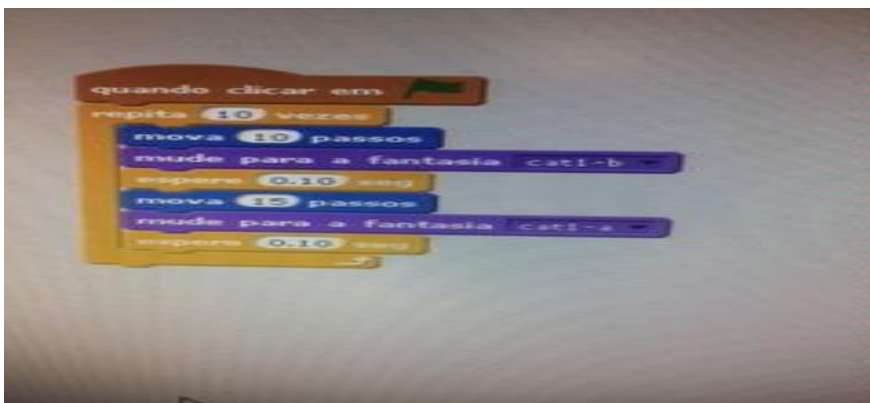 quando clicar em
repita 10 vezes
mova 10 passos
mude para a fantasia cat1-b
espere 0.10 seg
mova 15 passos
mude para a fantasia cat1-a
espere 0.10 seg